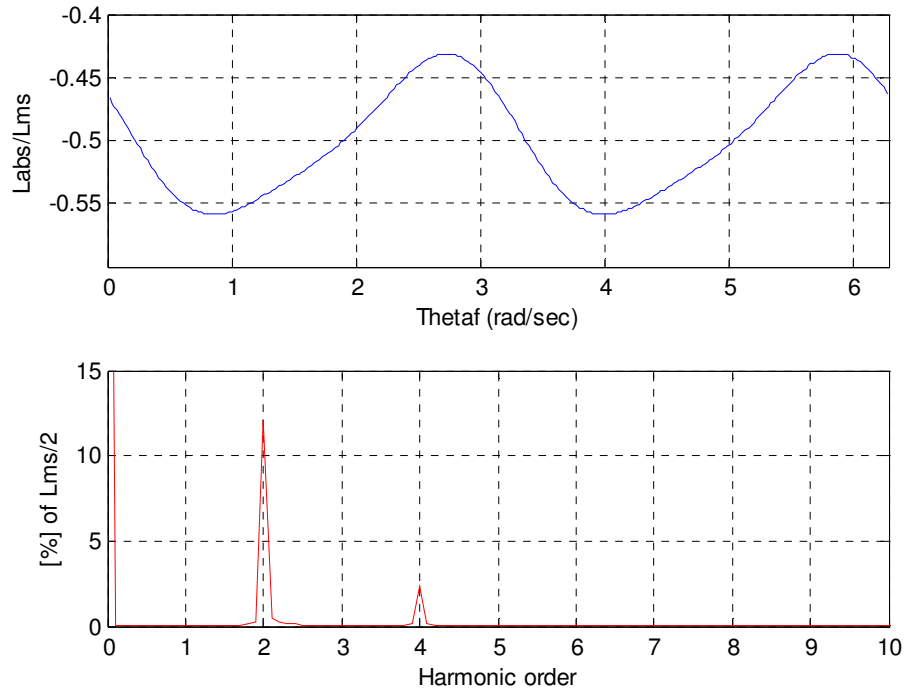 -0.4
-0.45
-0.5
-0.55
Labs/Lms
0 1 2 3 4 5 6
Thetaf (rad/sec)
15
10
5
0
[%] of Lms/2
0 1 2 3 4 5 6 7 8 9 10
Harmonic order